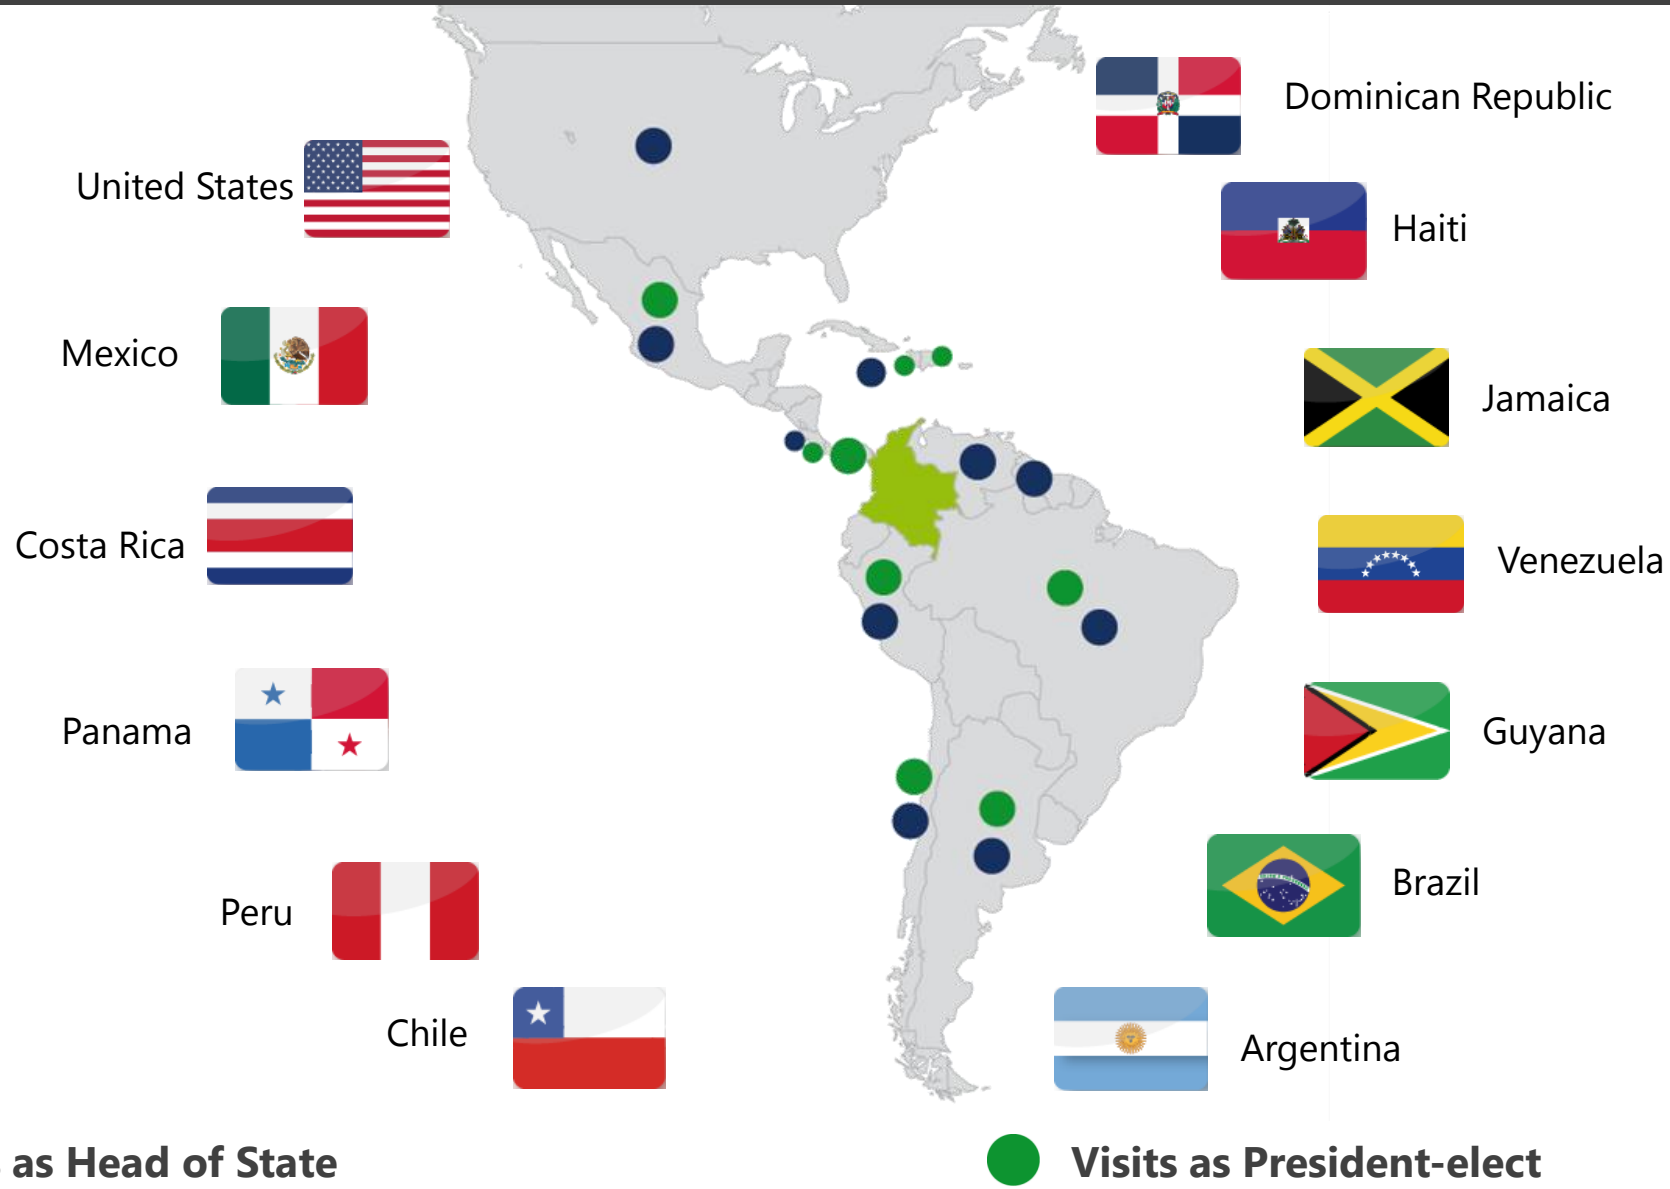 Dominican Republic
United States
Haiti
Mexico
Jamaica
Costa Rica
Venezuela
Panama
Guyana
Peru
Brazil
Chile
Argentina
as Head of State
Visits as President-elect